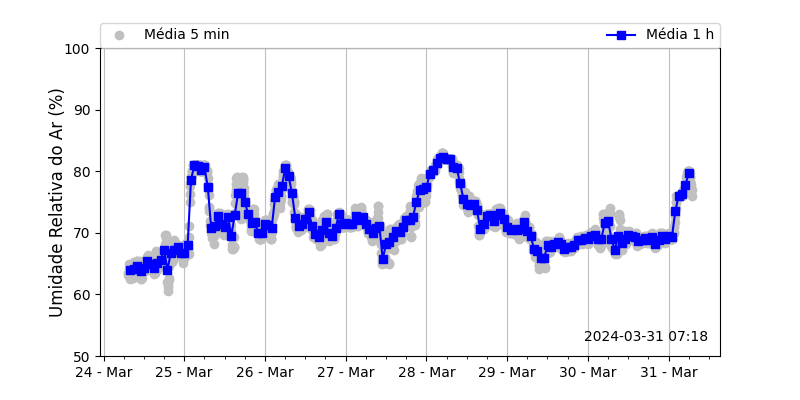 Média 5 min
Média 1 h
Umidade Relativa do Ar (%)
100
90
80
70
60
50
2024-03-31 07:18
24 - Mar
25 - Mar
26 - Mar
27 - Mar
28 - Mar
29 - Mar
30 - Mar
31 - Mar